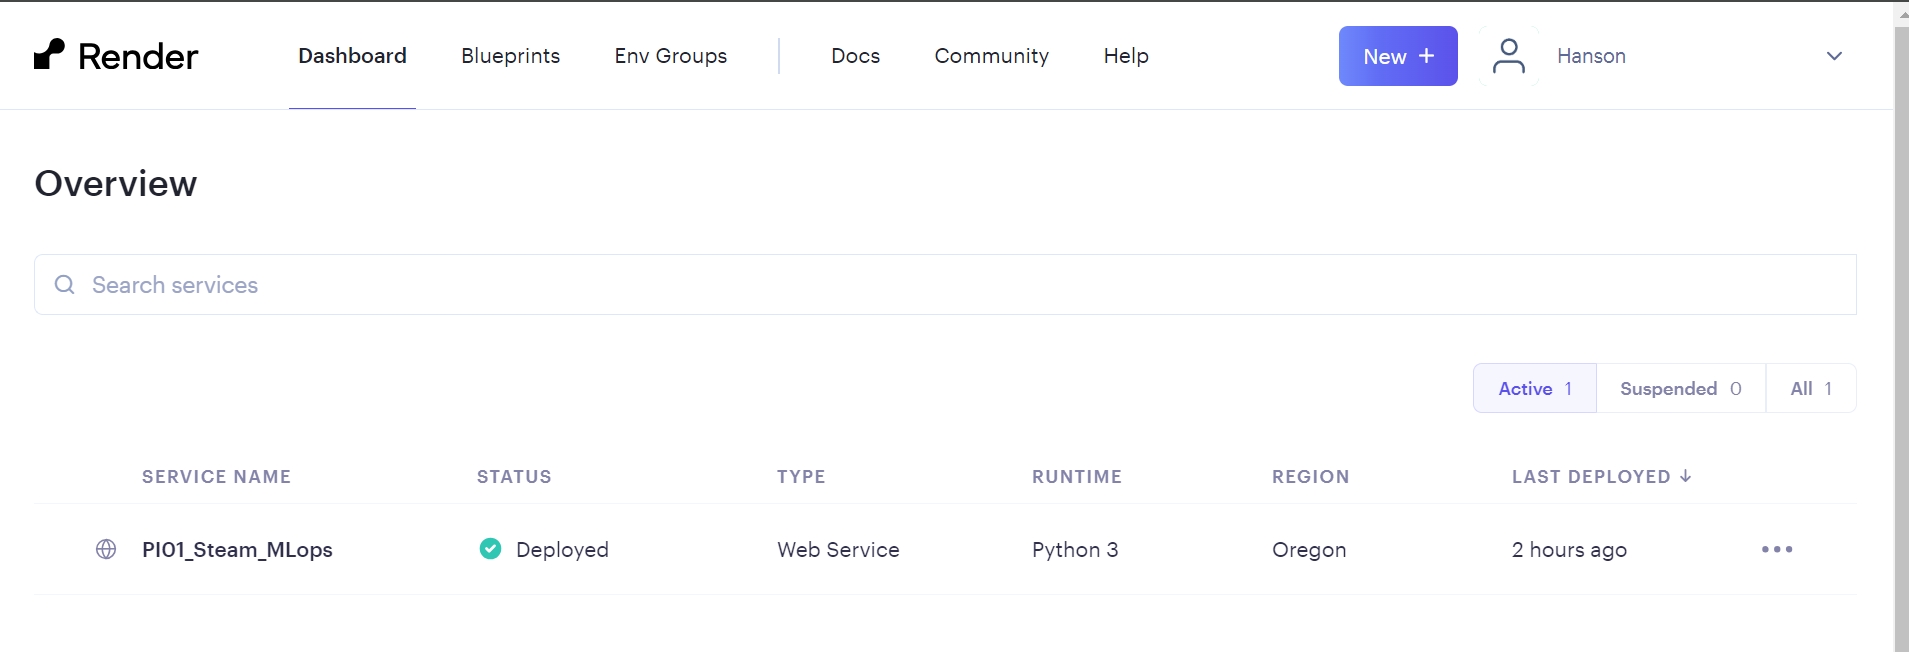 Render Dashboard Blueprints Env Groups Docs Community Help New + Hanson
Overview
Search services
Active 1 Suspended 0 All 1
SERVICE NAME STATUS TYPE RUNTIME REGION LAST DEPLOYED ↓
PI01_Steam_MLops Deployed Web Service Python 3 Oregon 2 hours ago